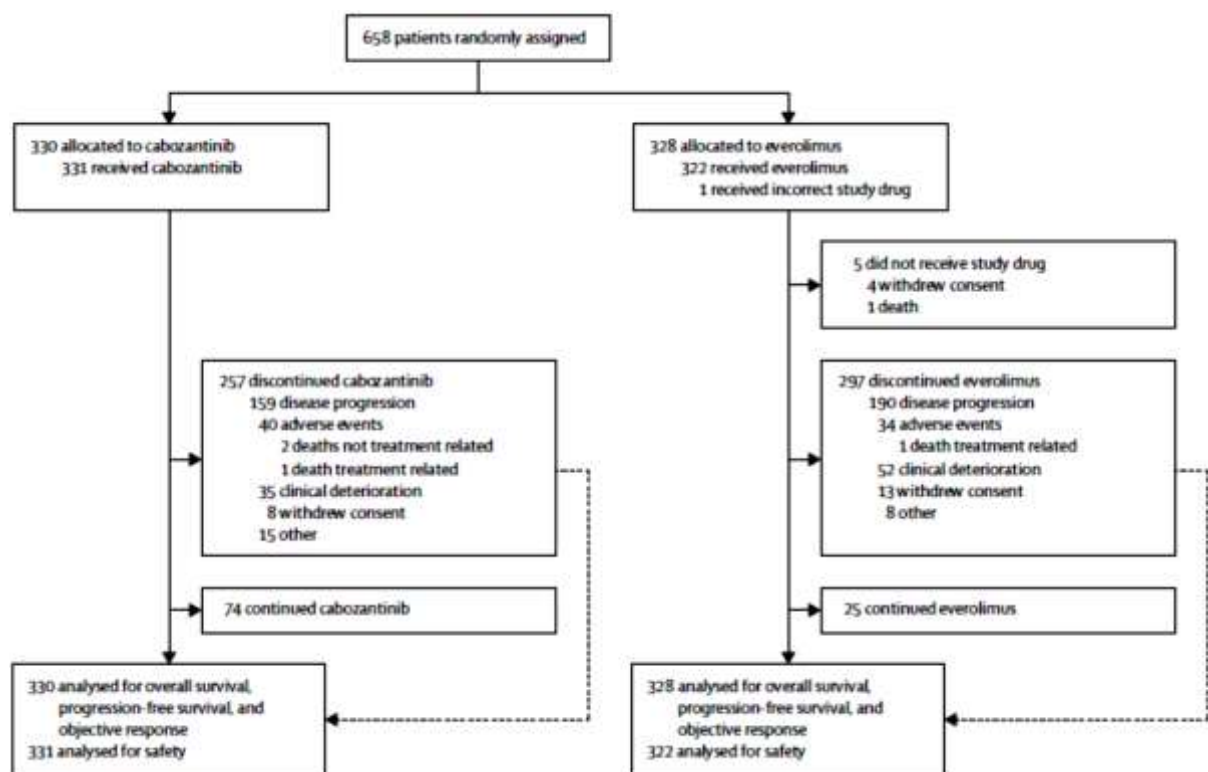 658 patients randomly assigned
330 allocated to cabozantinib
331 received cabozantinib
328 allocated to everolimus
322 received everolimus
1 received incorrect study drug
5 did not receive study drug
4 withdrew consent
1 death
257 discontinued cabozantinib
159 disease progression
40 adverse events
2 deaths not treatment related
1 death treatment related
35 clinical deterioration
8 withdrew consent
15 other
297 discontinued everolimus
190 disease progression
34 adverse events
1 death treatment related
52 clinical deterioration
13 withdrew consent
8 other
74 continued cabozantinib
25 continued everolimus
330 analysed for overall survival,
progression-free survival, and
objective response
331 analysed for safety
328 analysed for overall survival,
progression-free survival, and
objective response
322 analysed for safety